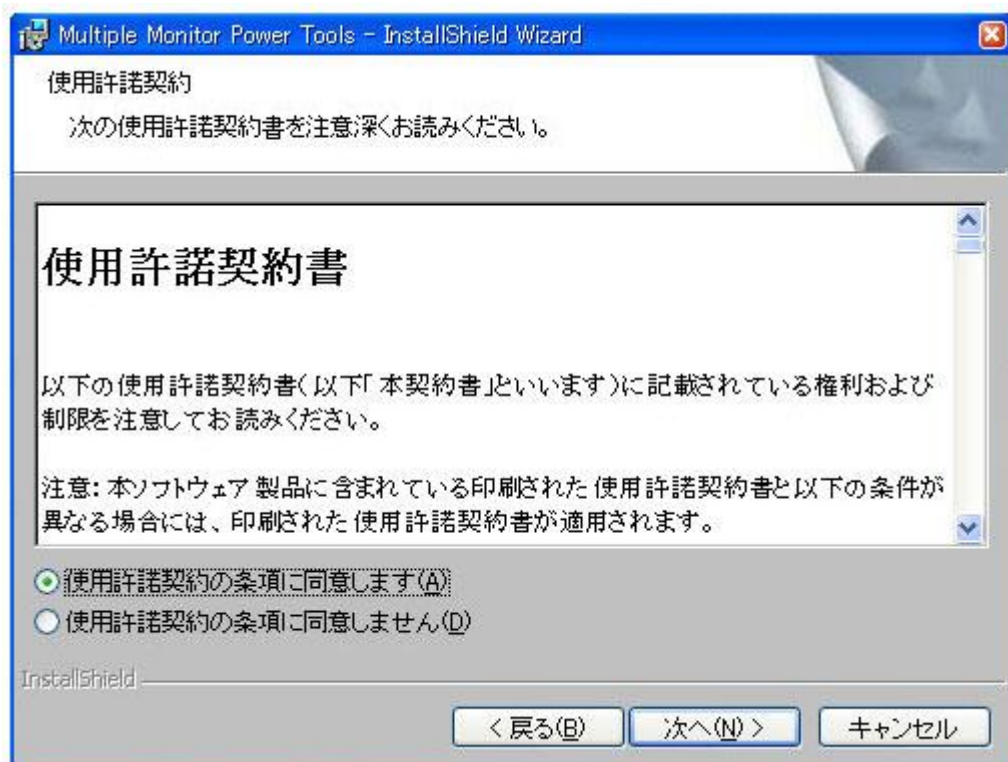 Multiple Monitor Power Tools - InstallShield Wizard
使用許諾契約
次の使用許諾契約書を注意深くお読みください。
使用許諾契約書
以下の使用許諾契約書(以下「本契約書」といいます)に記載されている権利および
制限を注意してお読みください。
注意: 本ソフトウェア製品に含まれている印刷された使用許諾契約書と以下の条件が
異なる場合には、印刷された使用許諾契約書が適用されます。
使用許諾契約の条項に同意します(A)
使用許諾契約の条項に同意しません(D)
InstallShield
< 戻る(B)
次へ(N) >
キャンセル